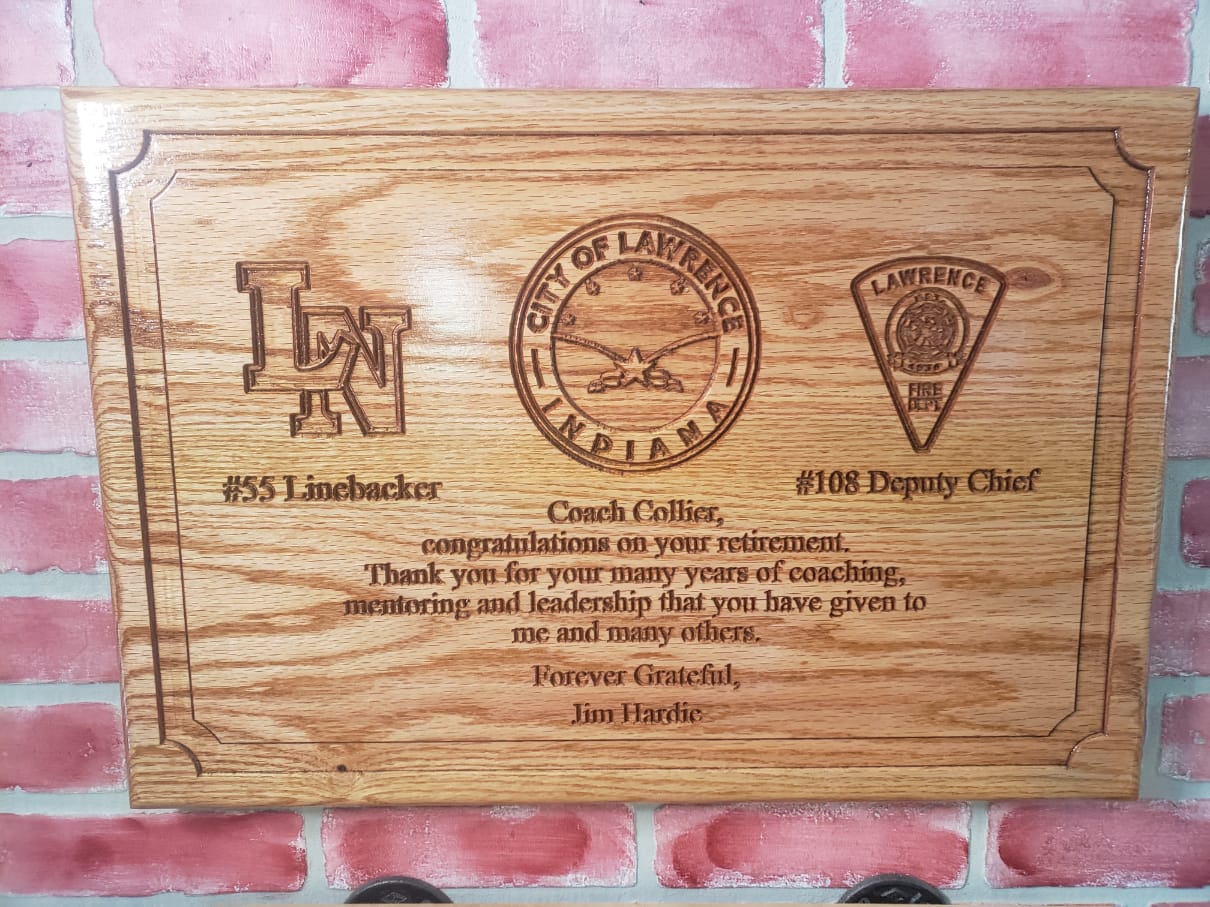 LN
CITY OF LAWRENCE
INDIANA
LAWRENCE
FIRE
DEPT
#55 Linebacker
#108 Deputy Chief
Coach Collier,
congratulations on your retirement.
Thank you for your many years of coaching,
mentoring and leadership that you have given to
me and many others.
Forever Grateful,
Jim Hardie